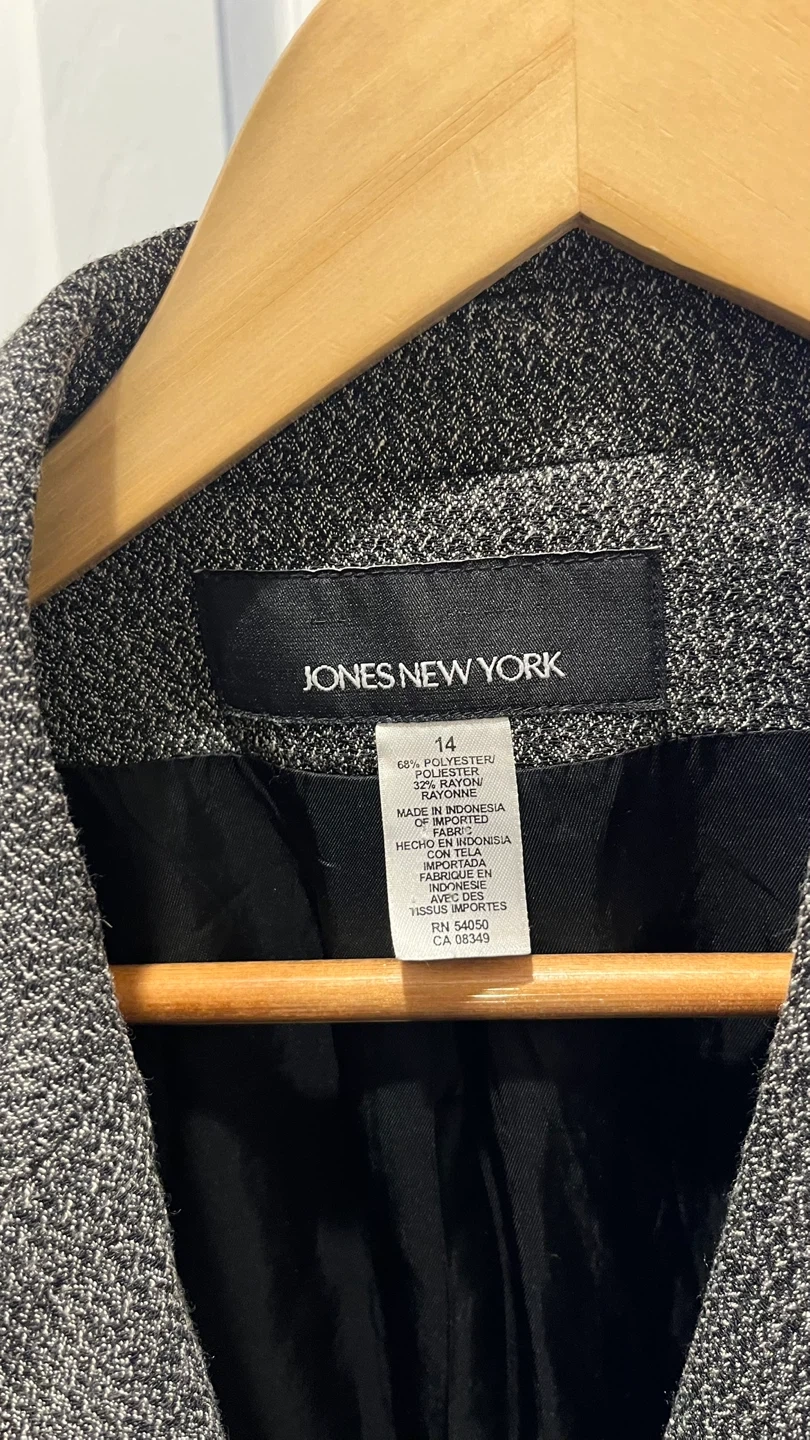 JONES NEW YORK
14
68% POLYESTER/
POLIESTER
32% RAYON/
RAYONNE
MADE IN INDONESIA
OF IMPORTED
FABRIC
HECHO EN INDONISIA
CON TELA
IMPORTADA
FABRIQUE EN
INDONESIE
AVEC DES
TISSUS IMPORTES
RN 54050
CA 08349